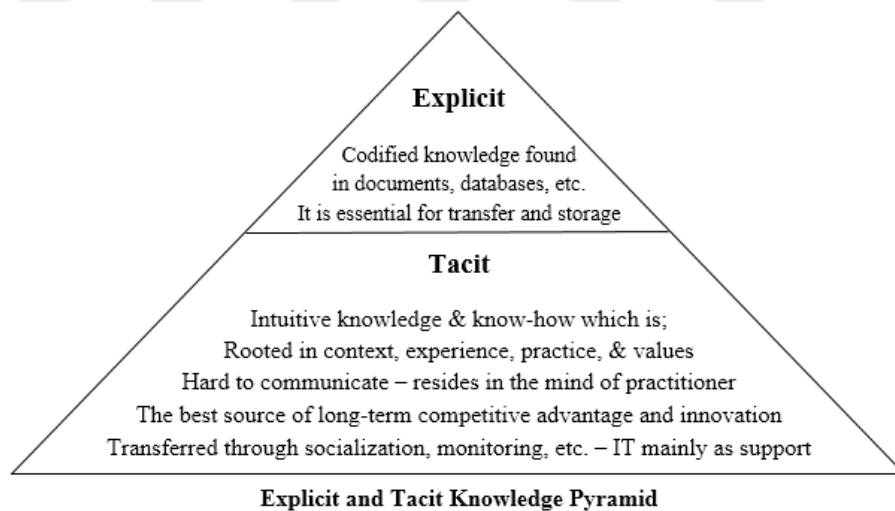 Explicit
Codified knowledge found
in documents, databases, etc.
It is essential for transfer and storage
Tacit
Intuitive knowledge & know-how which is;
Rooted in context, experience, practice, & values
Hard to communicate – resides in the mind of practitioner
The best source of long-term competitive advantage and innovation
Transferred through socialization, monitoring, etc. – IT mainly as support
Explicit and Tacit Knowledge Pyramid